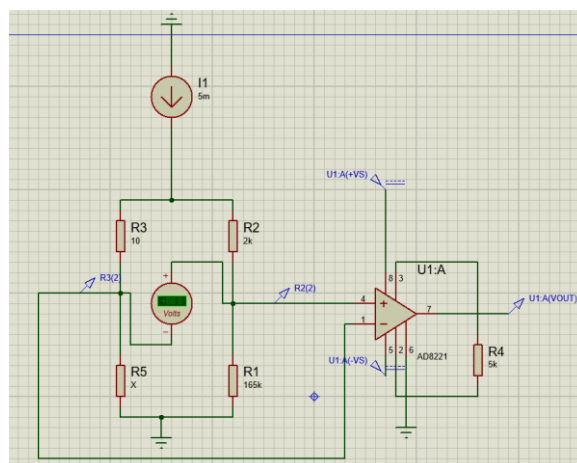 I1
5m
U1:A(+VS)
R3
10
R2
2k
U1:A
8
3
R3(2)
+
Volts
R2(2)
4
1
7
U1:A(VOUT)
5
2
6
AD8221
U1:A(-VS)
R4
5k
R5
X
R1
165k